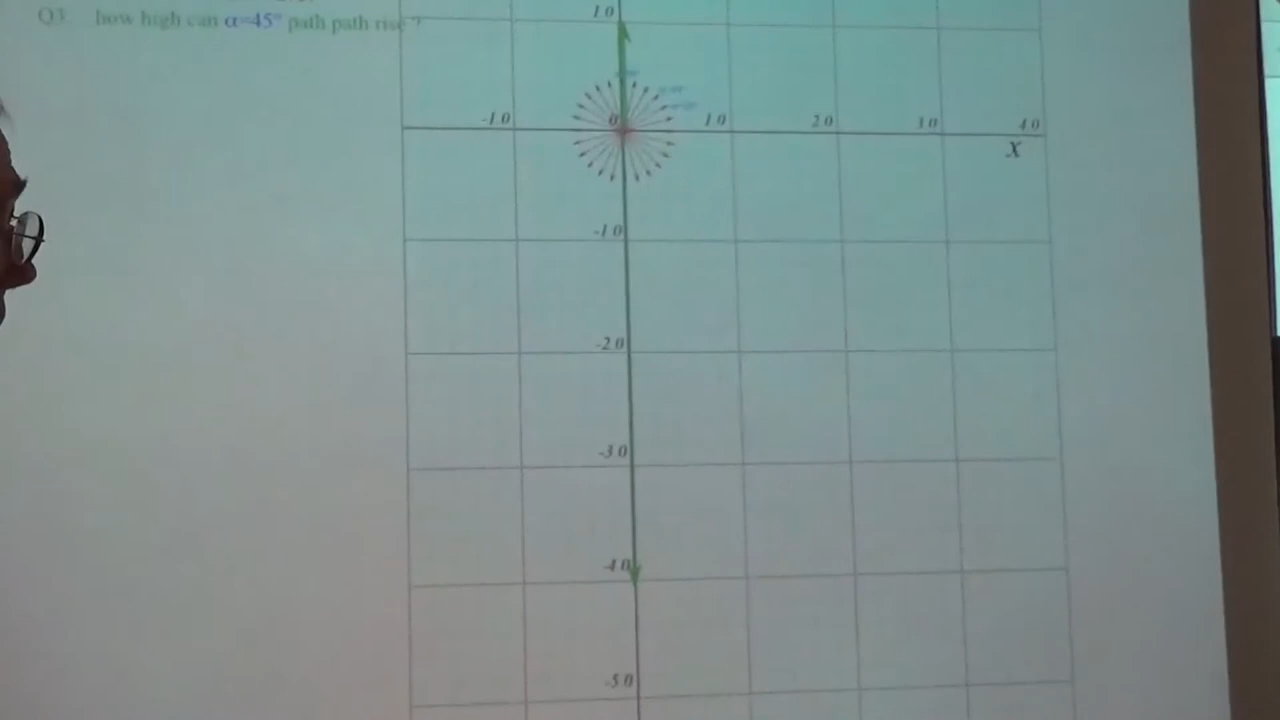 Q3. how high can α=45° path path rise ?
1.0
-1.0 0 1.0 2.0 3.0 4.0
X
-1.0
-2.0
-3.0
-4.0
-5.0